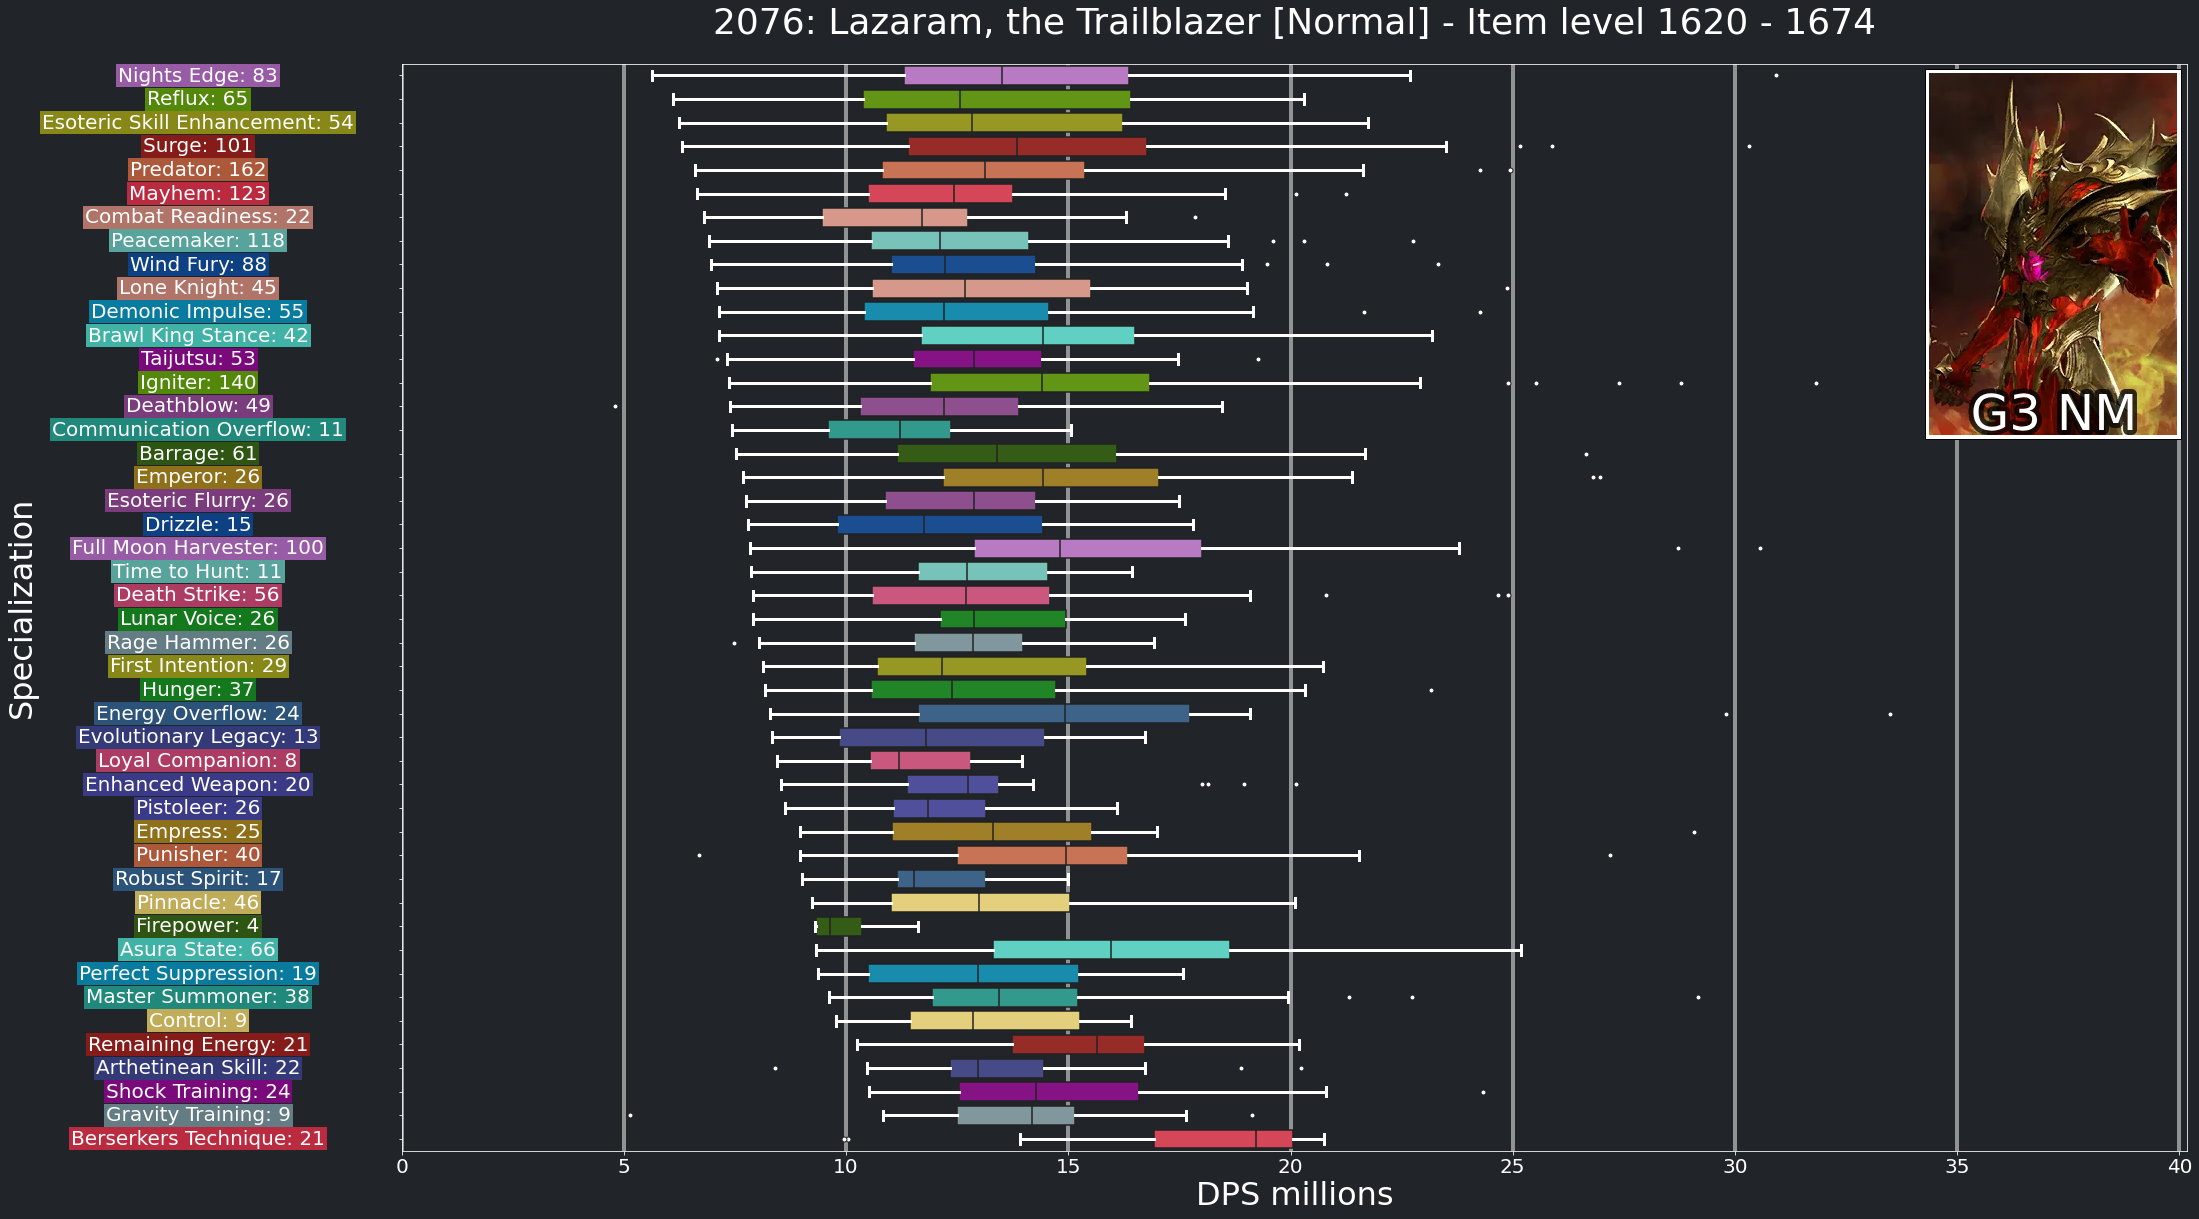 2076: Lazaram, the Trailblazer [Normal] - Item level 1620 - 1674
Nights Edge: 83
Reflux: 65
Esoteric Skill Enhancement: 54
Surge: 101
Predator: 162
Mayhem: 123
Combat Readiness: 22
Peacemaker: 118
Wind Fury: 88
Lone Knight: 45
Demonic Impulse: 55
Brawl King Stance: 42
Taijutsu: 53
Igniter: 140
Deathblow: 49
Communication Overflow: 11
Barrage: 61
Emperor: 26
Esoteric Flurry: 26
Drizzle: 15
Full Moon Harvester: 100
Time to Hunt: 11
Death Strike: 56
Lunar Voice: 26
Rage Hammer: 26
First Intention: 29
Hunger: 37
Energy Overflow: 24
Evolutionary Legacy: 13
Loyal Companion: 8
Enhanced Weapon: 20
Pistoleer: 26
Empress: 25
Punisher: 40
Robust Spirit: 17
Pinnacle: 46
Firepower: 4
Asura State: 66
Perfect Suppression: 19
Master Summoner: 38
Control: 9
Remaining Energy: 21
Arthetinean Skill: 22
Shock Training: 24
Gravity Training: 9
Berserkers Technique: 21
Specialization
G3 NM
0 5 10 15 20 25 30 35 40
DPS millions